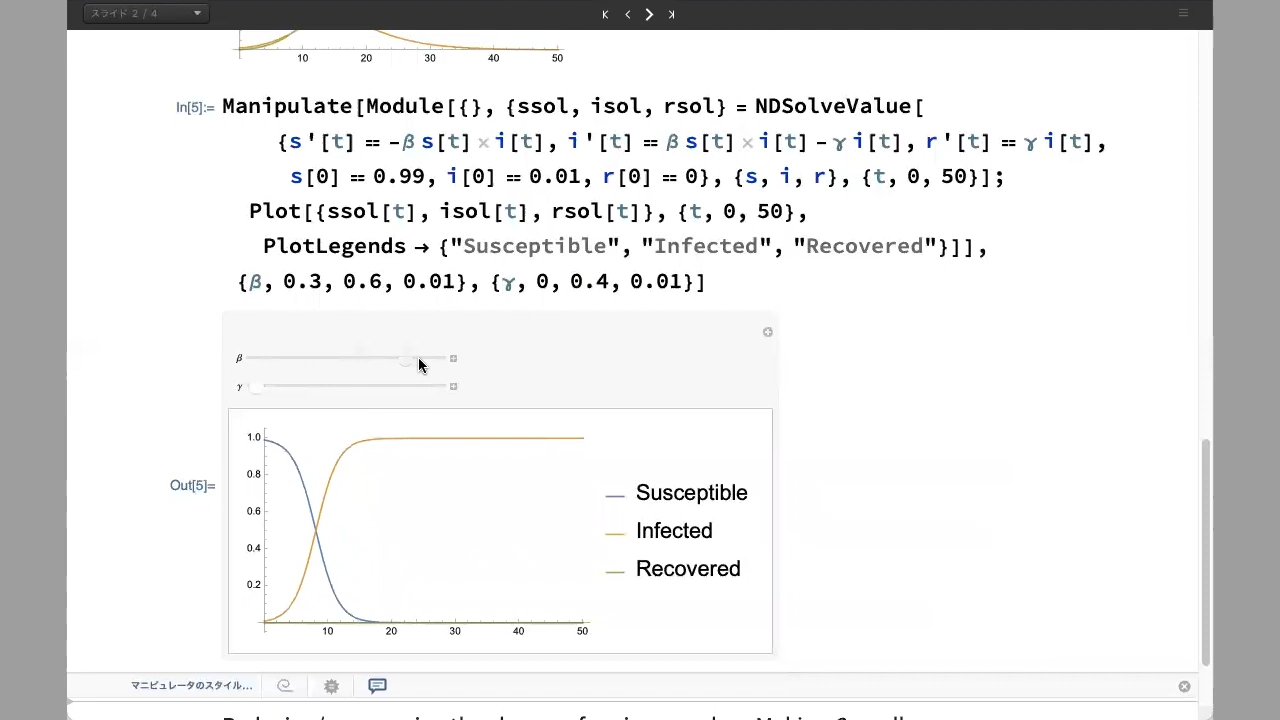 スライド 2 / 4
10 20 30 40 50
In[5]:= Manipulate[Module[{}, {ssol, isol, rsol} = NDSolveValue[
{s'[t] == -β s[t] × i[t], i'[t] == β s[t] × i[t] - γ i[t], r'[t] == γ i[t],
s[0] == 0.99, i[0] == 0.01, r[0] == 0}, {s, i, r}, {t, 0, 50}];
Plot[{ssol[t], isol[t], rsol[t]}, {t, 0, 50},
PlotLegends → {"Susceptible", "Infected", "Recovered"}]],
{β, 0.3, 0.6, 0.01}, {γ, 0, 0.4, 0.01}]
β
γ
Out[5]=
1.0
0.8
0.6
0.4
0.2
10 20 30 40 50
Susceptible
Infected
Recovered
マニピュレータのスタイル...